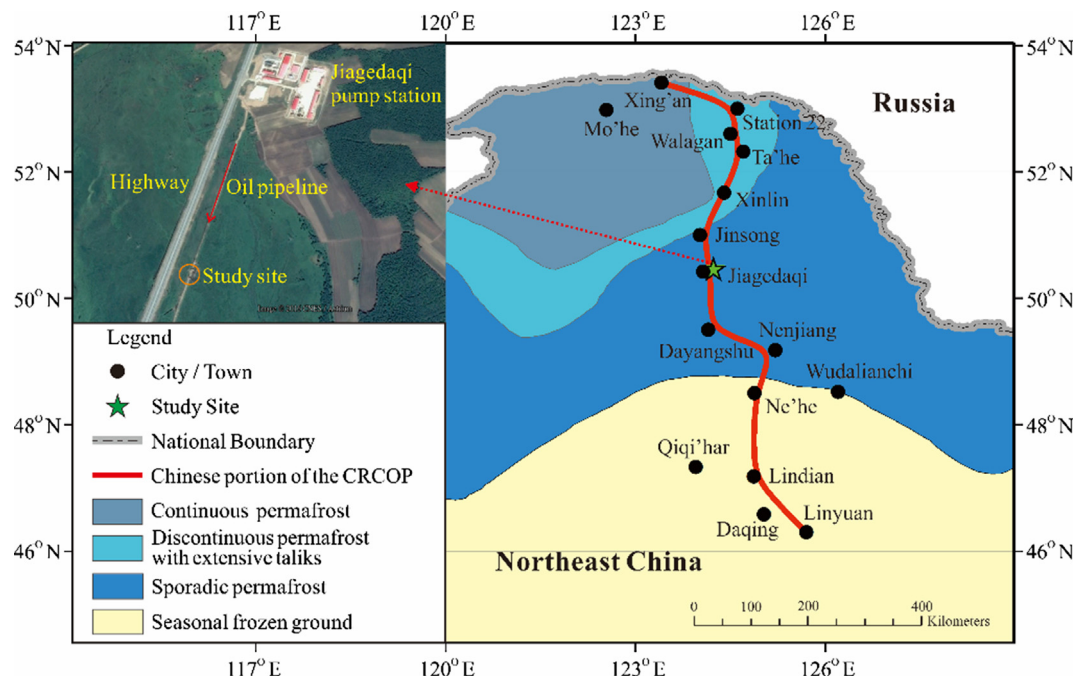 117° E
120° E
123° E
126° E
54° N
52° N
50° N
48° N
46° N
54° N
52° N
50° N
48° N
46° N
117° E
120° E
123° E
126° E
Jiagedaqi
pump station
Highway
Oil pipeline
Study site
Legend
City / Town
Study Site
National Boundary
Chinese portion of the CRCOP
Continuous permafrost
Discontinuous permafrost
with extensive taliks
Sporadic permafrost
Seasonal frozen ground
Russia
Xing'an
Mo'he
Station 22
Walagan
Ta'he
Xinlin
Jinsong
Jiagedaqi
Nenjiang
Dayangshu
Wudalianchi
Ne'he
Qiqi'har
Lindian
Daqing
Linyuan
Northeast China
0 100 200 400
Kilometers